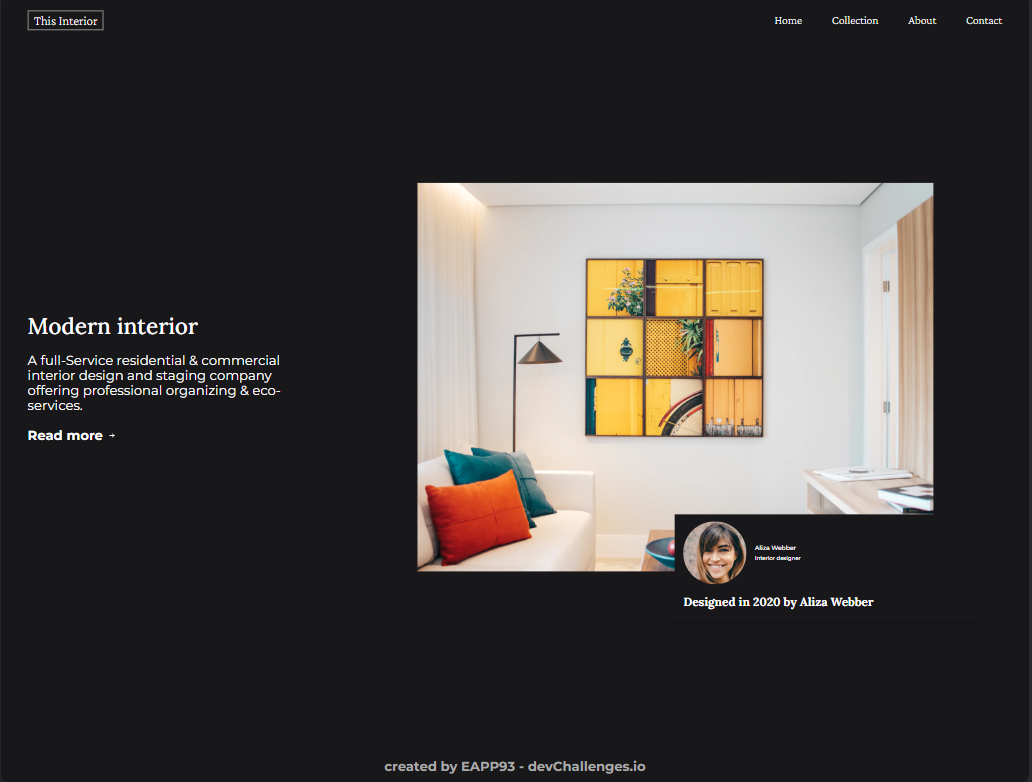 This Interior
Home Collection About Contact
Modern interior
A full-Service residential & commercial
interior design and staging company
offering professional organizing & eco-
services.
Read more →
Aliza Webber
Interior designer
Designed in 2020 by Aliza Webber
created by EAPP93 - devChallenges.io